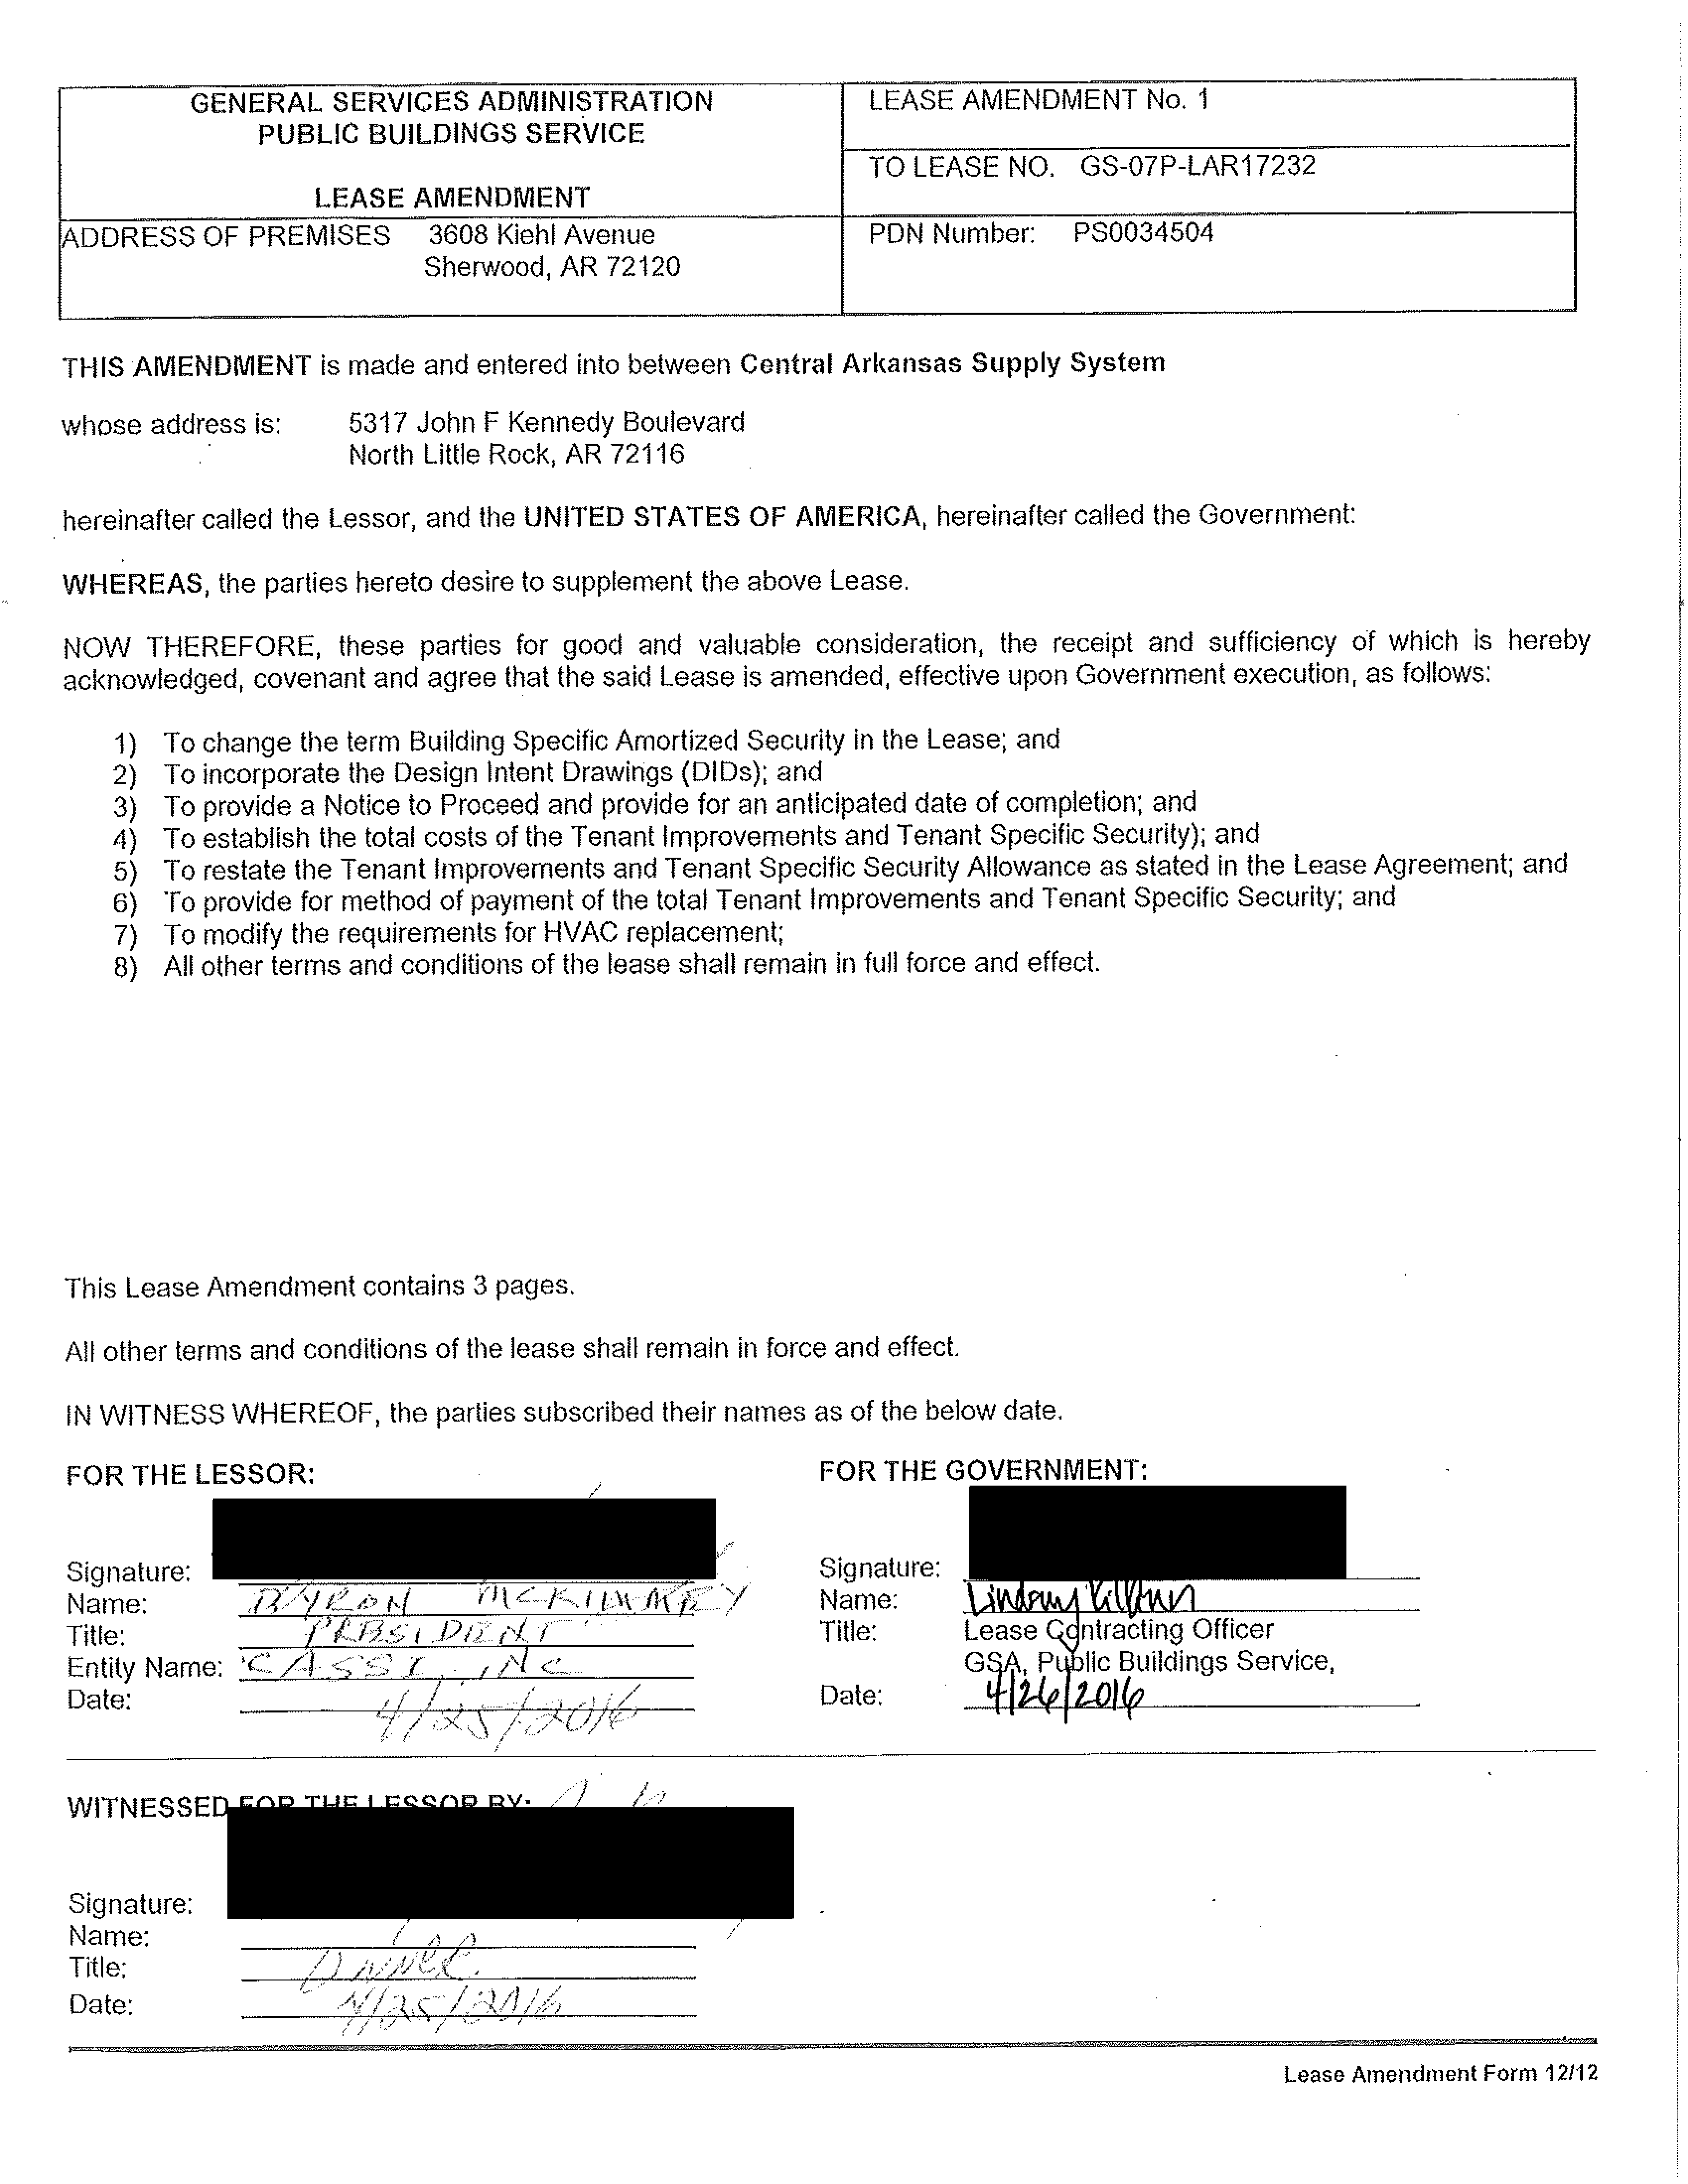 GENERAL SERVICES ADMINISTRATION
PUBLIC BUILDINGS SERVICE
LEASE AMENDMENT
LEASE AMENDMENT No. 1
TO LEASE NO. GS-07P-LAR17232
ADDRESS OF PREMISES 3608 Kiehl Avenue
Sherwood, AR 72120
PDN Number: PS0034504
THIS AMENDMENT is made and entered into between Central Arkansas Supply System
whose address is: 5317 John F Kennedy Boulevard
North Little Rock, AR 72116
hereinafter called the Lessor, and the UNITED STATES OF AMERICA, hereinafter called the Government:
WHEREAS, the parties hereto desire to supplement the above Lease.
NOW THEREFORE, these parties for good and valuable consideration, the receipt and sufficiency of which is hereby
acknowledged, covenant and agree that the said Lease is amended, effective upon Government execution, as follows:
1) To change the term Building Specific Amortized Security in the Lease; and
2) To incorporate the Design Intent Drawings (DIDs); and
3) To provide a Notice to Proceed and provide for an anticipated date of completion; and
4) To establish the total costs of the Tenant Improvements and Tenant Specific Security); and
5) To restate the Tenant Improvements and Tenant Specific Security Allowance as stated in the Lease Agreement; and
6) To provide for method of payment of the total Tenant Improvements and Tenant Specific Security; and
7) To modify the requirements for HVAC replacement;
8) All other terms and conditions of the lease shall remain in full force and effect.
This Lease Amendment contains 3 pages.
All other terms and conditions of the lease shall remain in force and effect.
IN WITNESS WHEREOF, the parties subscribed their names as of the below date.
FOR THE LESSOR:
Signature:
Name: BYRON
Title: PRESIDENT
Entity Name: CASSI, INC
Date: 4/25/2016
FOR THE GOVERNMENT:
Signature:
Name: Lindsay
Title: Lease Contracting Officer
GSA, Public Buildings Service,
Date: 4/26/2016
WITNESSED FOR THE LESSOR BY:
Signature:
Name:
Title: Owner
Date: 4/25/2016
Lease Amendment Form 12/12